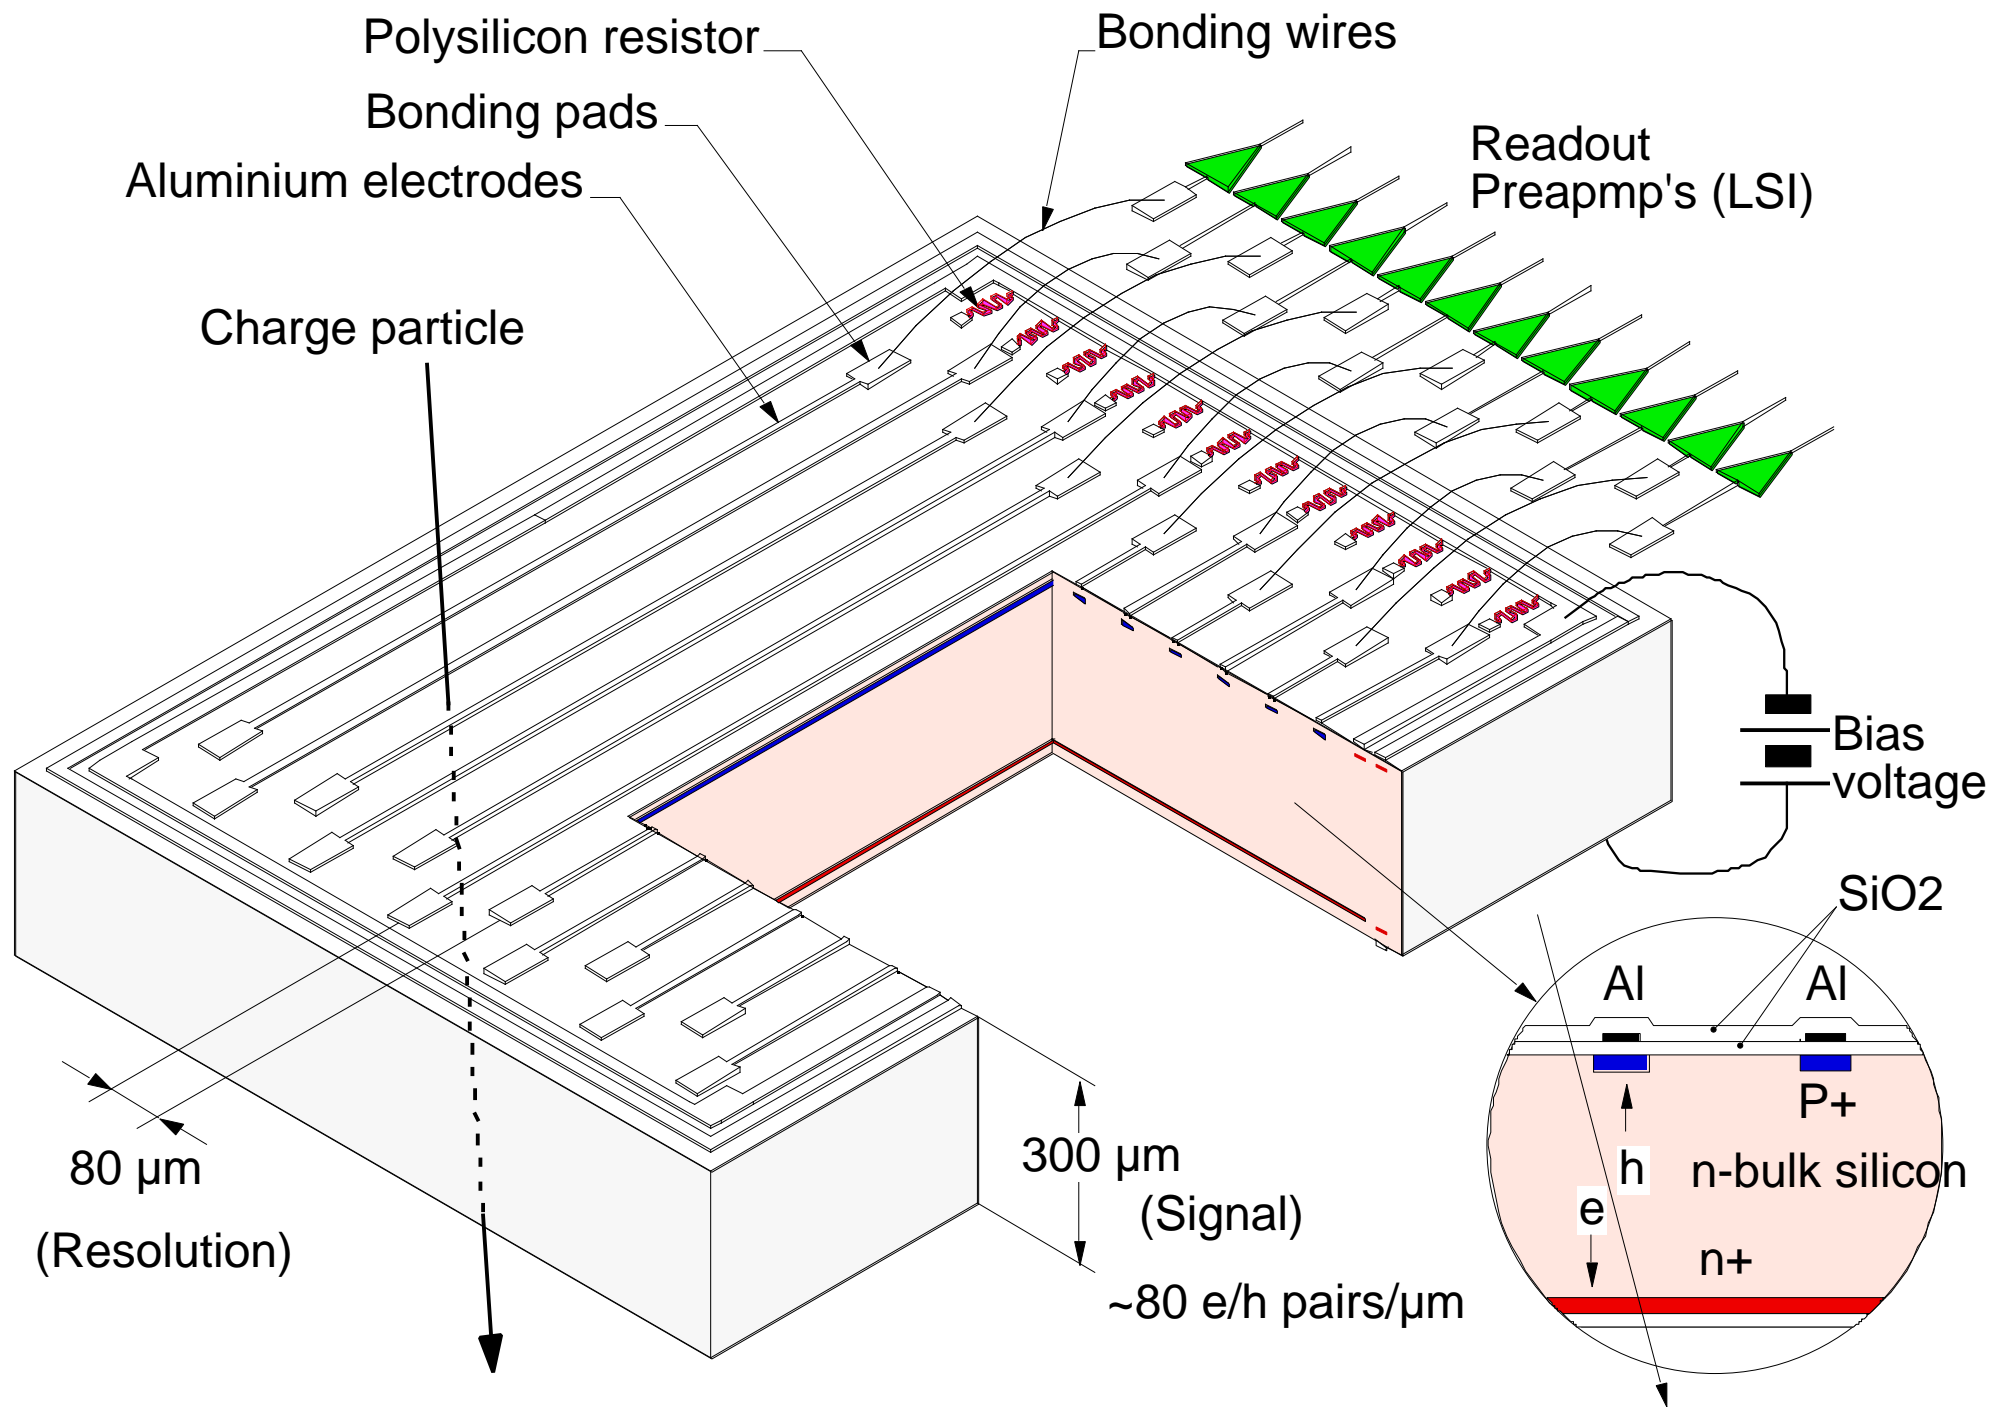 Polysilicon resistor
Bonding wires
Bonding pads
Aluminium electrodes
Readout
Preapmp's (LSI)
Charge particle
Bias
voltage
SiO2
Al
Al
P+
h
n-bulk silicon
e
n+
80 µm
(Resolution)
300 µm
(Signal)
~80 e/h pairs/µm